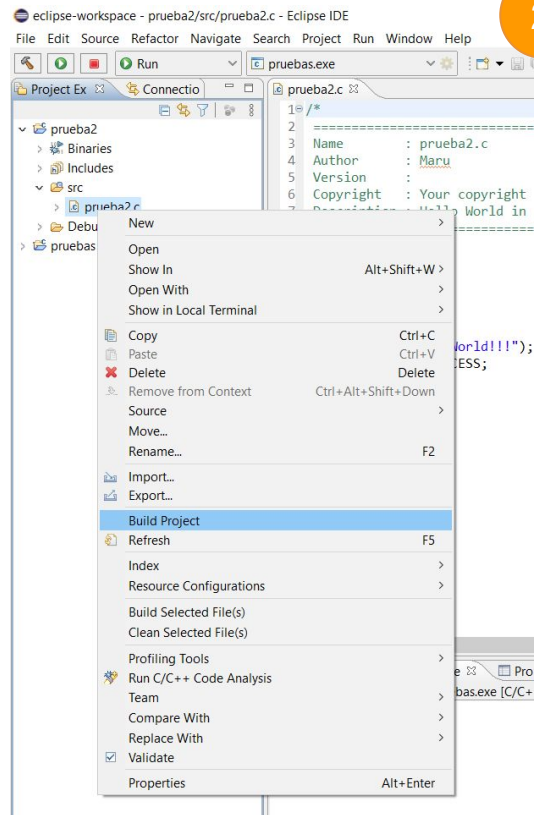 eclipse-workspace - prueba2/src/prueba2.c - Eclipse IDE
File Edit Source Refactor Navigate Search Project Run Window Help
Run pruebas.exe
Project Ex Connectio prueba2.c
prueba2
Binaries
Includes
src
prueba2.c
Debu
pruebas
1 /*
2 ============================
3 Name : prueba2.c
4 Author : Maru
5 Version :
6 Copyright : Your copyright
7 Description : Hello World in
============
World!!!");
CESS;
New
Open
Show In Alt+Shift+W
Open With
Show in Local Terminal
Copy Ctrl+C
Paste Ctrl+V
Delete Delete
Remove from Context Ctrl+Alt+Shift+Down
Source
Move...
Rename... F2
Import...
Export...
Build Project
Refresh F5
Index
Resource Configurations
Build Selected File(s)
Clean Selected File(s)
Profiling Tools
Run C/C++ Code Analysis
Team
Compare With
Replace With
Validate
Properties Alt+Enter
e Pro
bas.exe [C/C+